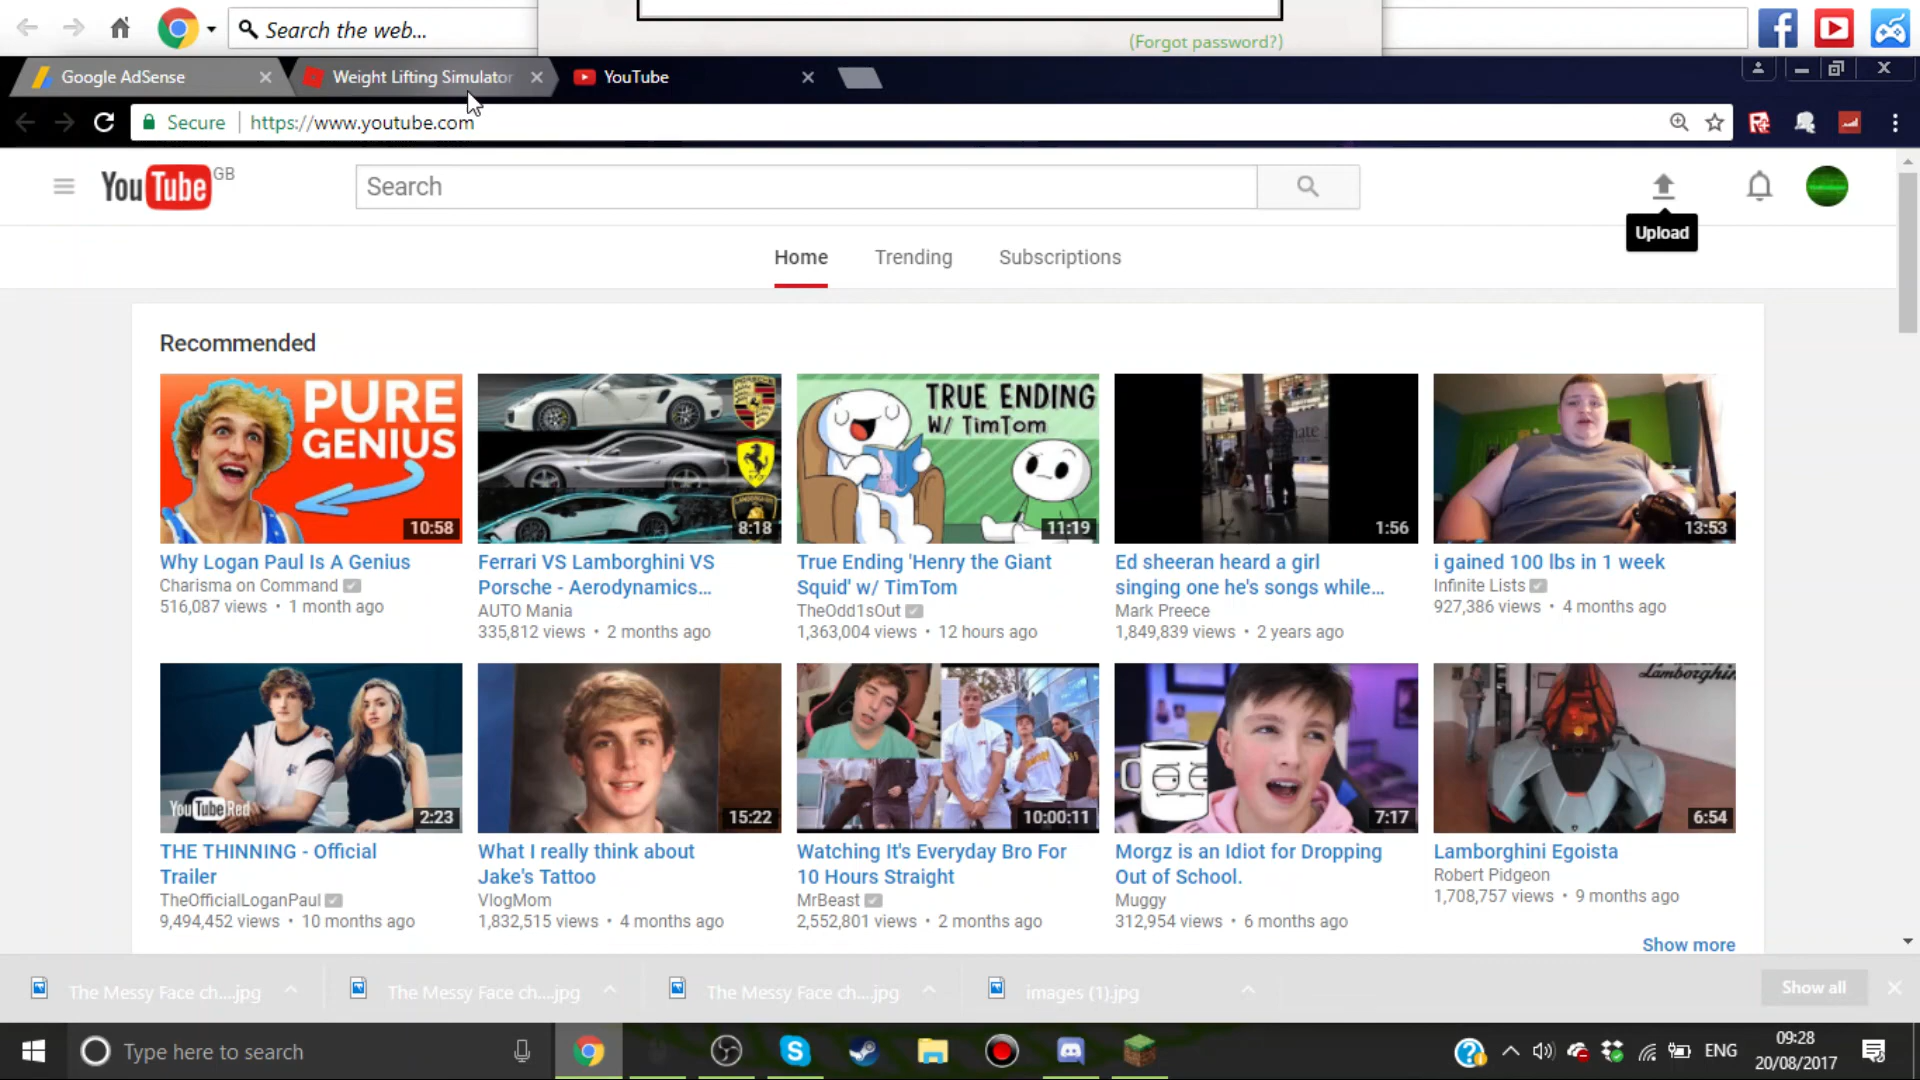 Search the web...
(Forgot password?)
Google AdSense
Weight Lifting Simulator
YouTube
Secure
https://www.youtube.com
YouTube GB
Search
Upload
Home
Trending
Subscriptions
Recommended
PURE
GENIUS
10:58
8:18
TRUE ENDING
W/ TimTom
11:19
1:56
13:53
Why Logan Paul Is A Genius
Charisma on Command
516,087 views • 1 month ago
Ferrari VS Lamborghini VS
Porsche - Aerodynamics...
AUTO Mania
335,812 views • 2 months ago
True Ending 'Henry the Giant
Squid' w/ TimTom
TheOdd1sOut
1,363,004 views • 12 hours ago
Ed sheeran heard a girl
singing one he's songs while...
Mark Preece
1,849,839 views • 2 years ago
i gained 100 lbs in 1 week
Infinite Lists
927,386 views • 4 months ago
YouTube Red
2:23
15:22
10:00:11
7:17
Lamborghini
6:54
THE THINNING - Official
Trailer
TheOfficialLoganPaul
9,494,452 views • 10 months ago
What I really think about
Jake's Tattoo
VlogMom
1,832,515 views • 4 months ago
Watching It's Everyday Bro For
10 Hours Straight
MrBeast
2,552,801 views • 2 months ago
Morgz is an Idiot for Dropping
Out of School.
Muggy
312,954 views • 6 months ago
Lamborghini Egoista
Robert Pidgeon
1,708,757 views • 9 months ago
Show more
The Messy Face ch....jpg
The Messy Face ch....jpg
The Messy Face ch....jpg
images (1).jpg
Show all
Type here to search
ENG
09:28
20/08/2017